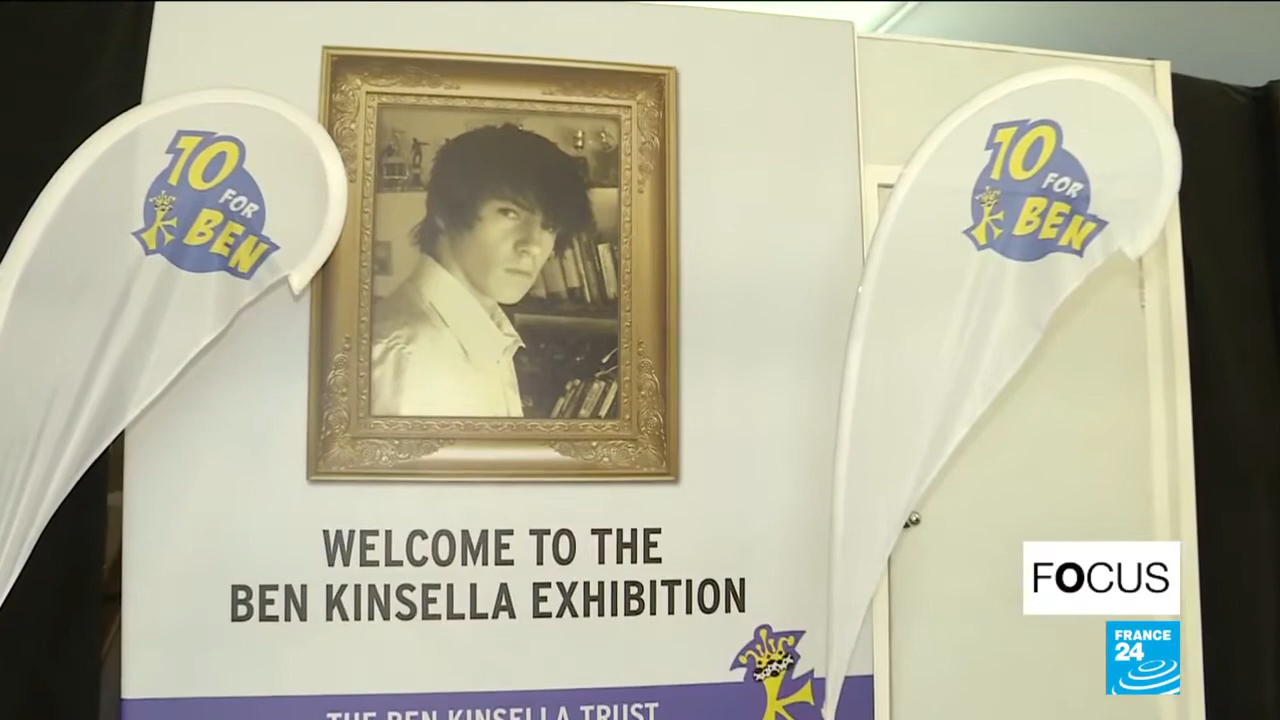 10
FOR
BEN
10
FOR
BEN
WELCOME TO THE
BEN KINSELLA EXHIBITION
THE BEN KINSELLA TRUST
K
FOCUS
FRANCE
24